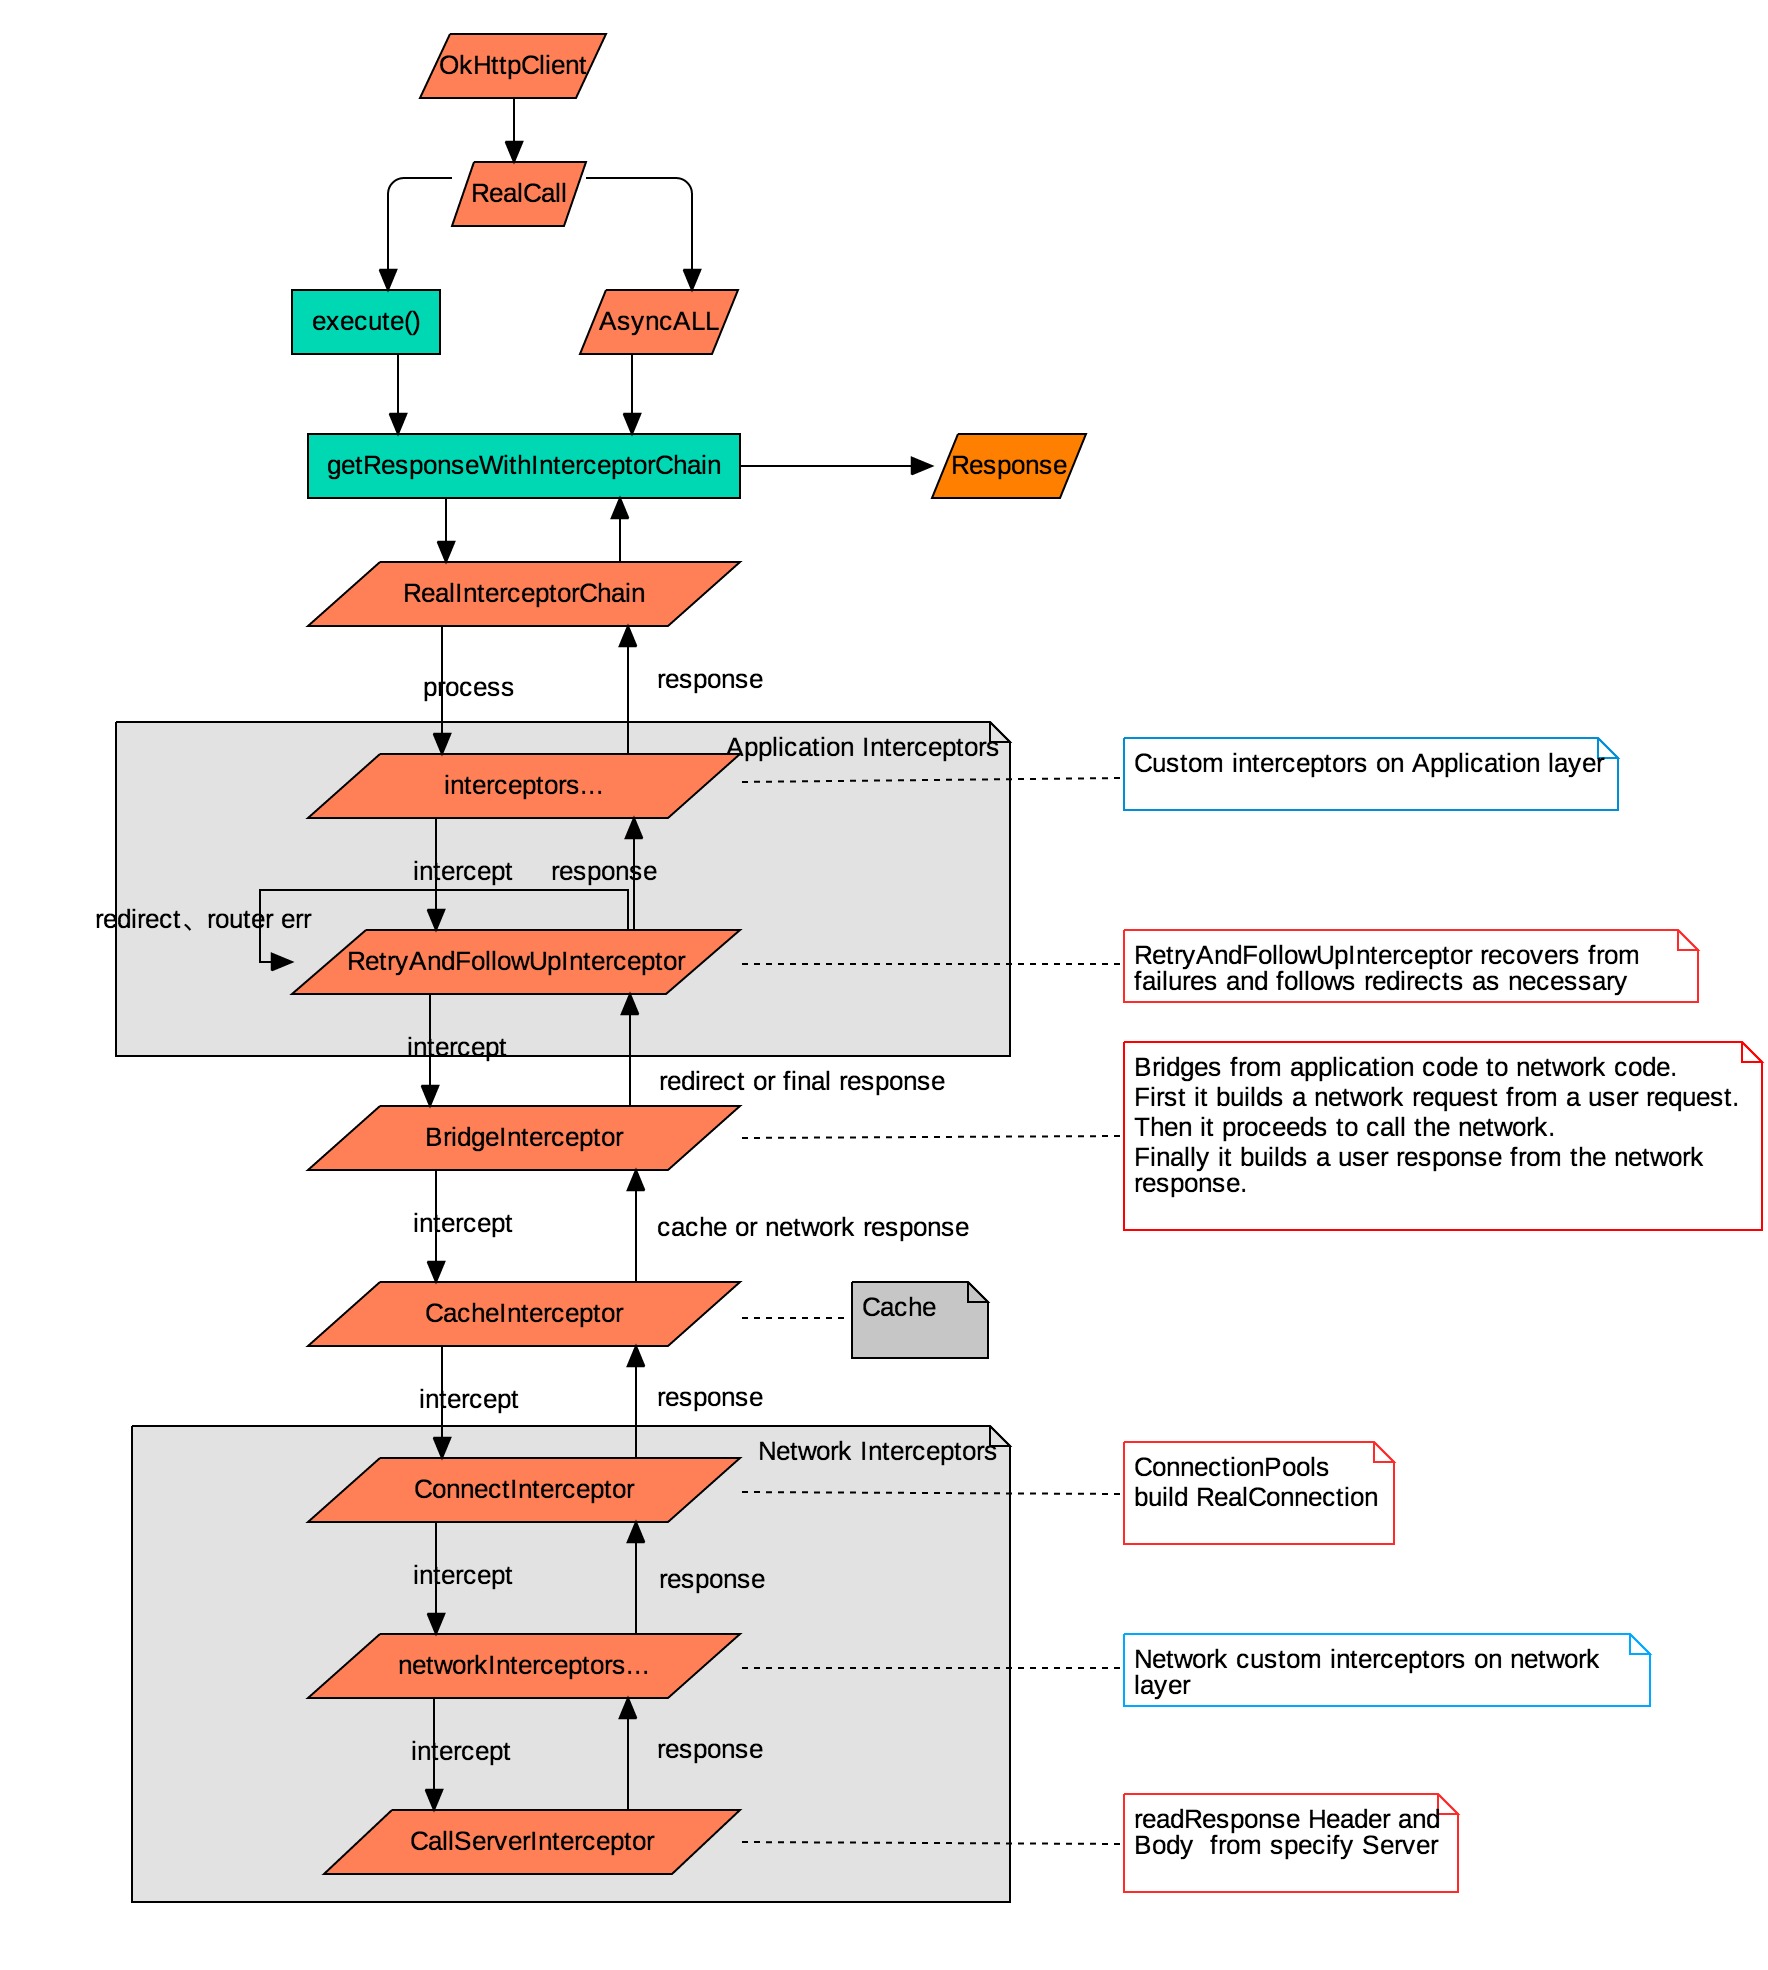 OkHttpClient
RealCall
execute()
AsyncALL
getResponseWithInterceptorChain
Response
RealInterceptorChain
process
response
Application Interceptors
interceptors...
Custom interceptors on Application layer
intercept
response
redirect、router err
RetryAndFollowUpInterceptor
RetryAndFollowUpInterceptor recovers from
failures and follows redirects as necessary
intercept
redirect or final response
BridgeInterceptor
Bridges from application code to network code.
First it builds a network request from a user request.
Then it proceeds to call the network.
Finally it builds a user response from the network
response.
intercept
cache or network response
CacheInterceptor
Cache
intercept
response
Network Interceptors
ConnectInterceptor
ConnectionPools
build RealConnection
intercept
response
networkInterceptors...
Network custom interceptors on network
layer
intercept
response
CallServerInterceptor
readResponse Header and
Body  from specify Server